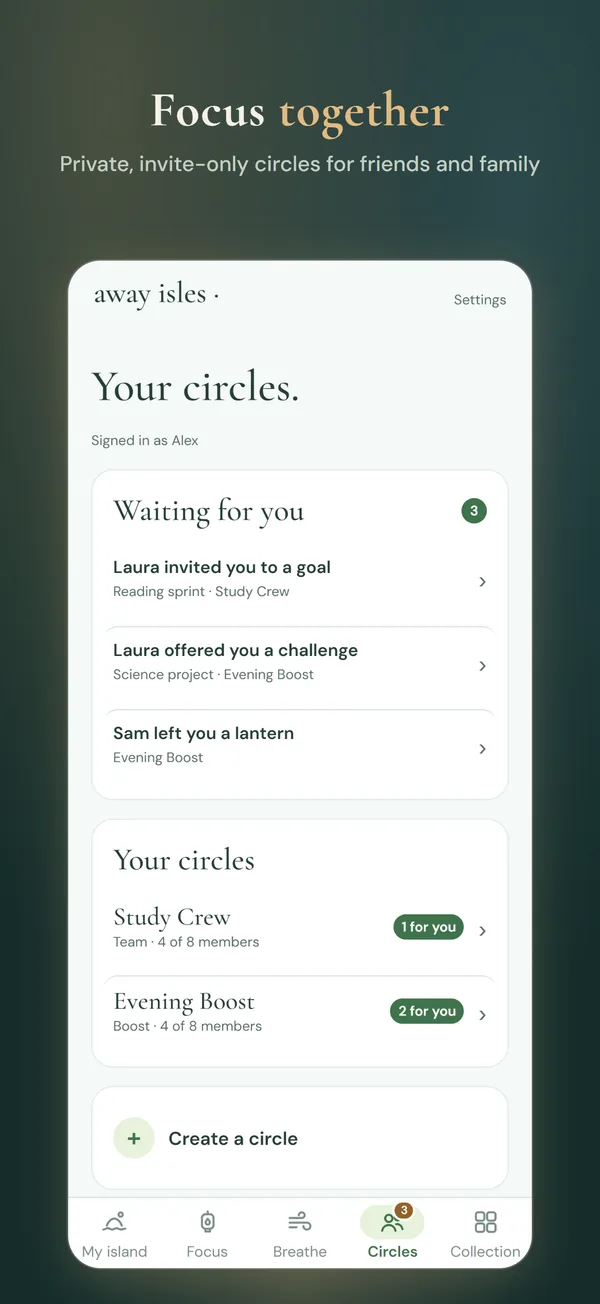 Focus together
Private, invite-only circles for friends and family
away isles ·
Settings
Your circles.
Signed in as Alex
Waiting for you
3
Laura invited you to a goal
Reading sprint · Study Crew
Laura offered you a challenge
Science project · Evening Boost
Sam left you a lantern
Evening Boost
Your circles
Study Crew
Team · 4 of 8 members
1 for you
Evening Boost
Boost · 4 of 8 members
2 for you
+
Create a circle
3
My island
Focus
Breathe
Circles
Collection